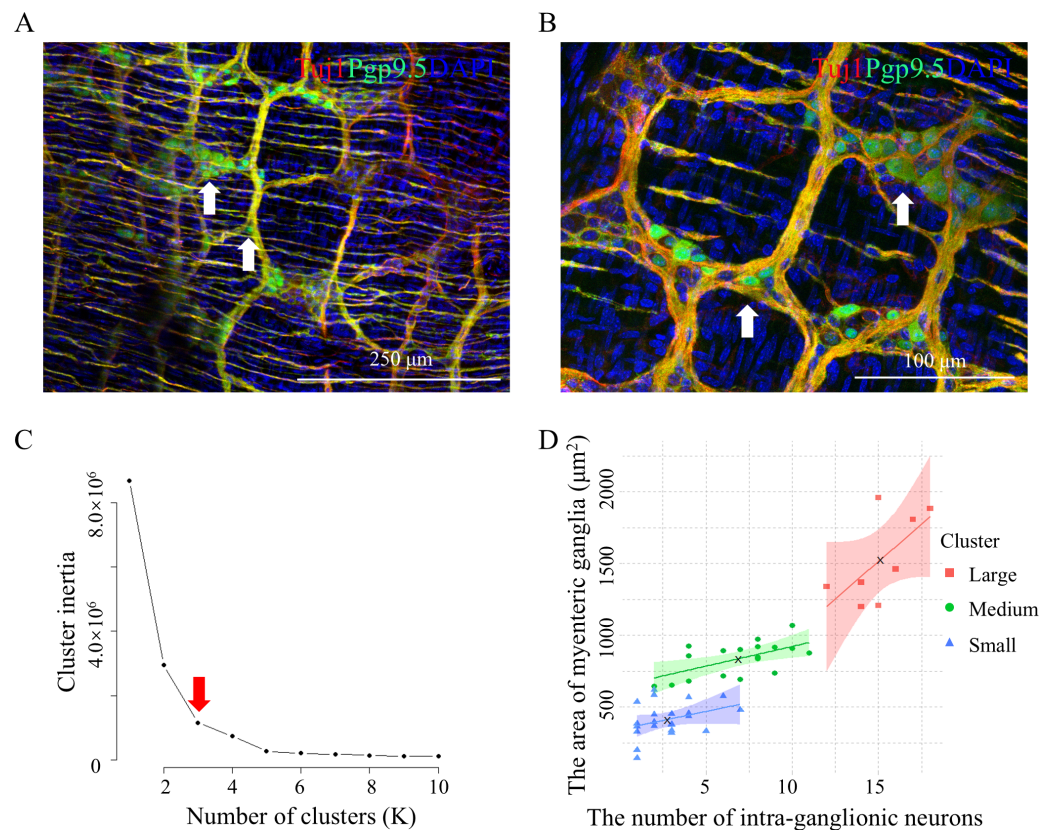 A
B
Tuj1Pgp9.5DAPI
Tuj1Pgp9.5DAPI
250 μm
100 μm
C
D
Cluster inertia
8.0×10⁶
4.0×10⁶
0
2 4 6 8 10
Number of clusters (K)
The area of myenteric ganglia (μm²)
2000
1500
1000
500
5 10 15
The number of intra-ganglionic neurons
Cluster
Large
Medium
Small
X
X
X